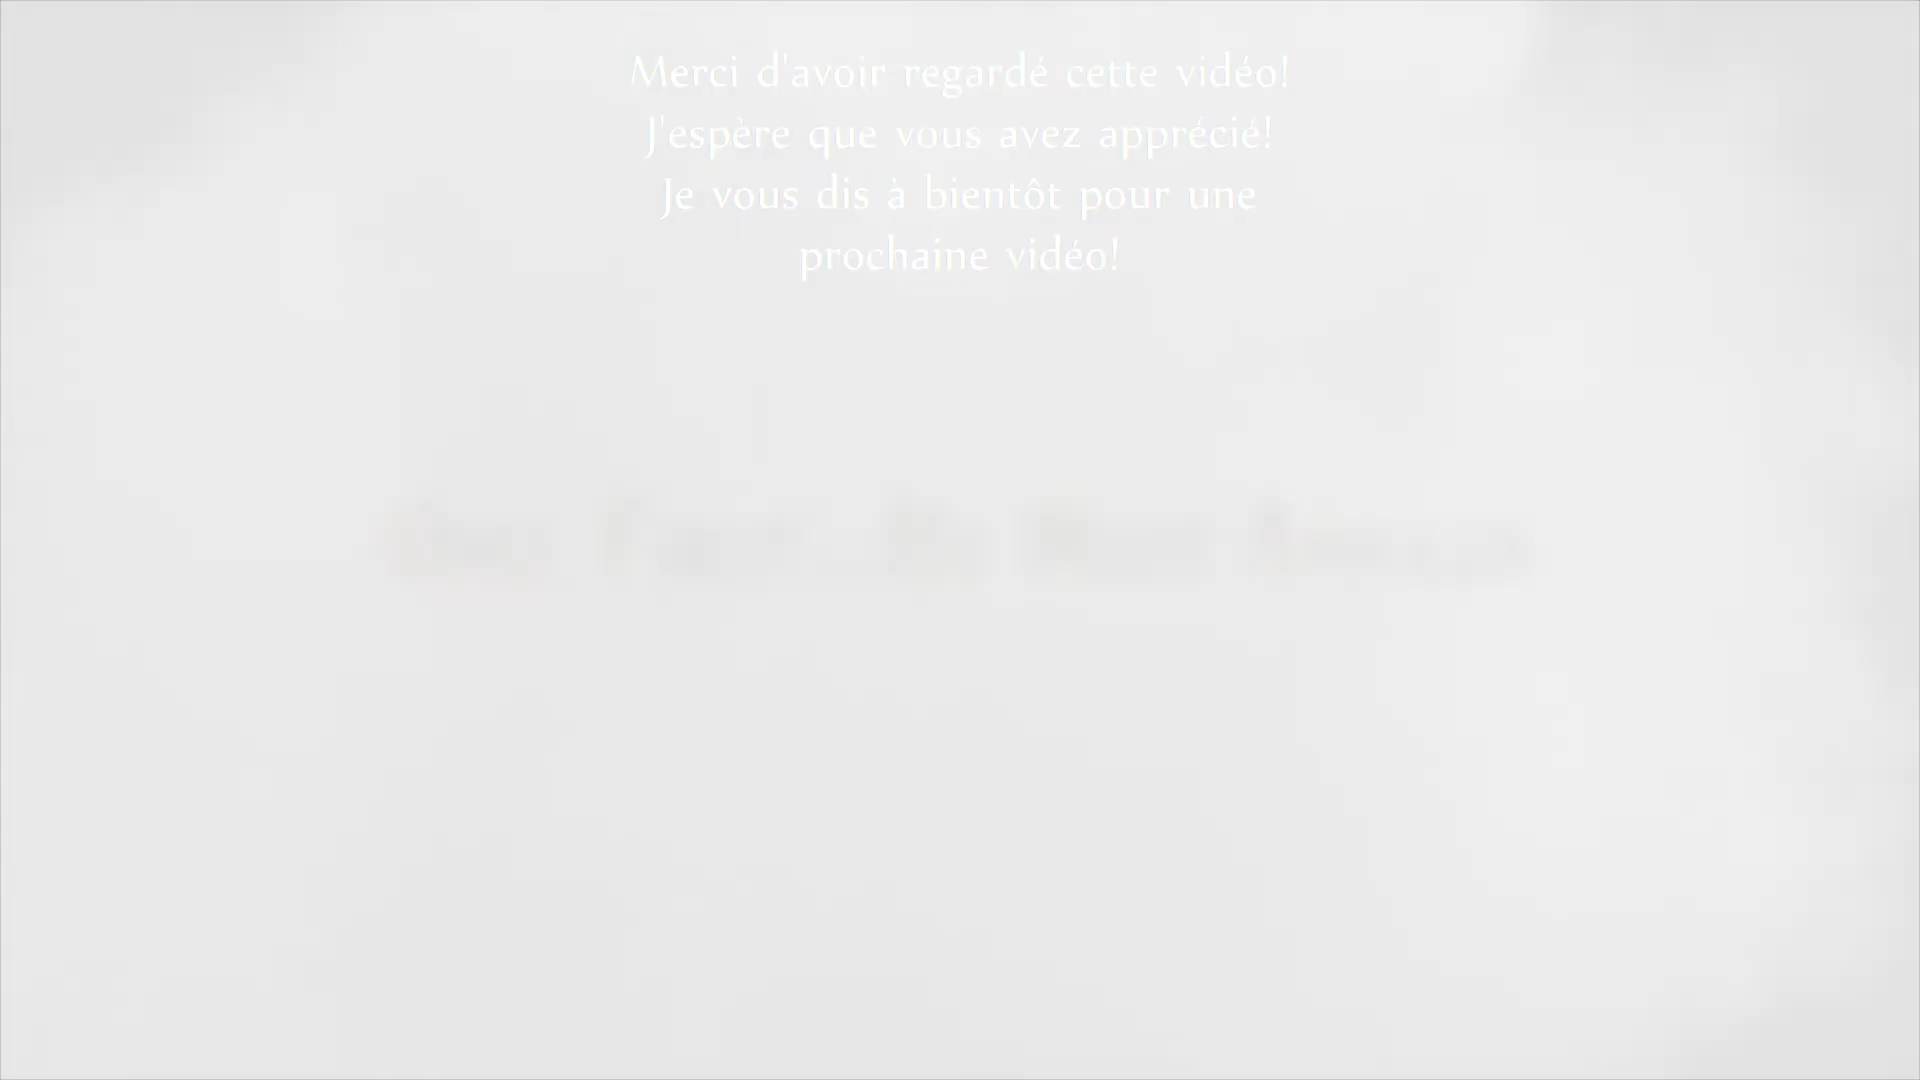 Merci d'avoir regardé cette vidéo!
J'espère que vous avez apprécié!
Je vous dis à bientôt pour une
prochaine vidéo!